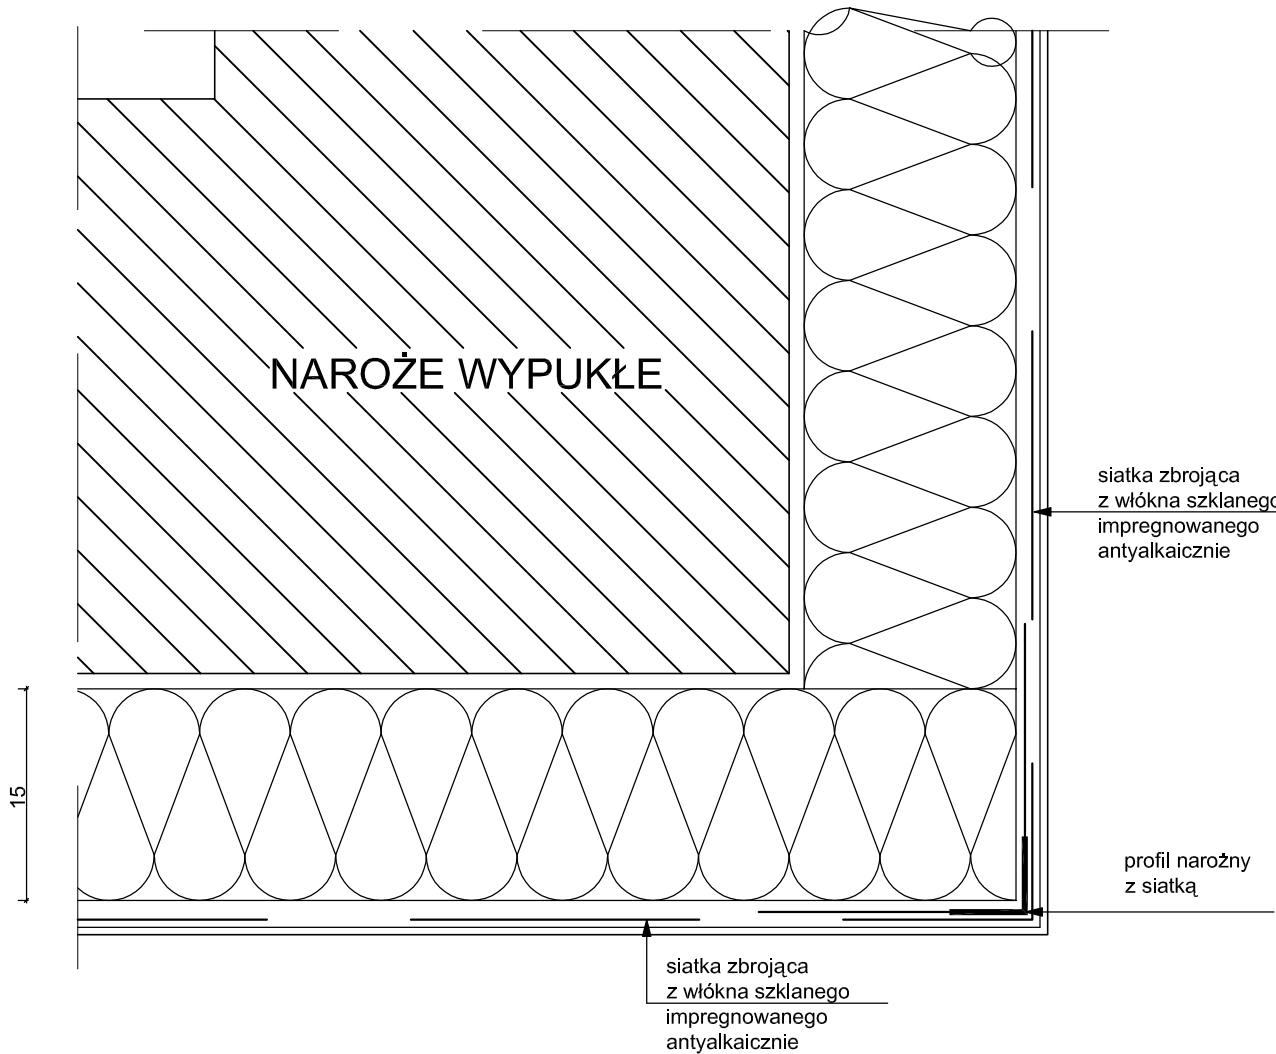 NAROŻE WYPUKŁE
siatka zbrojąca
z włókna szklanego
impregnowanego
antyalkaicznie
15
profil narożny
z siatką
siatka zbrojąca
z włókna szklanego
impregnowanego
antyalkaicznie